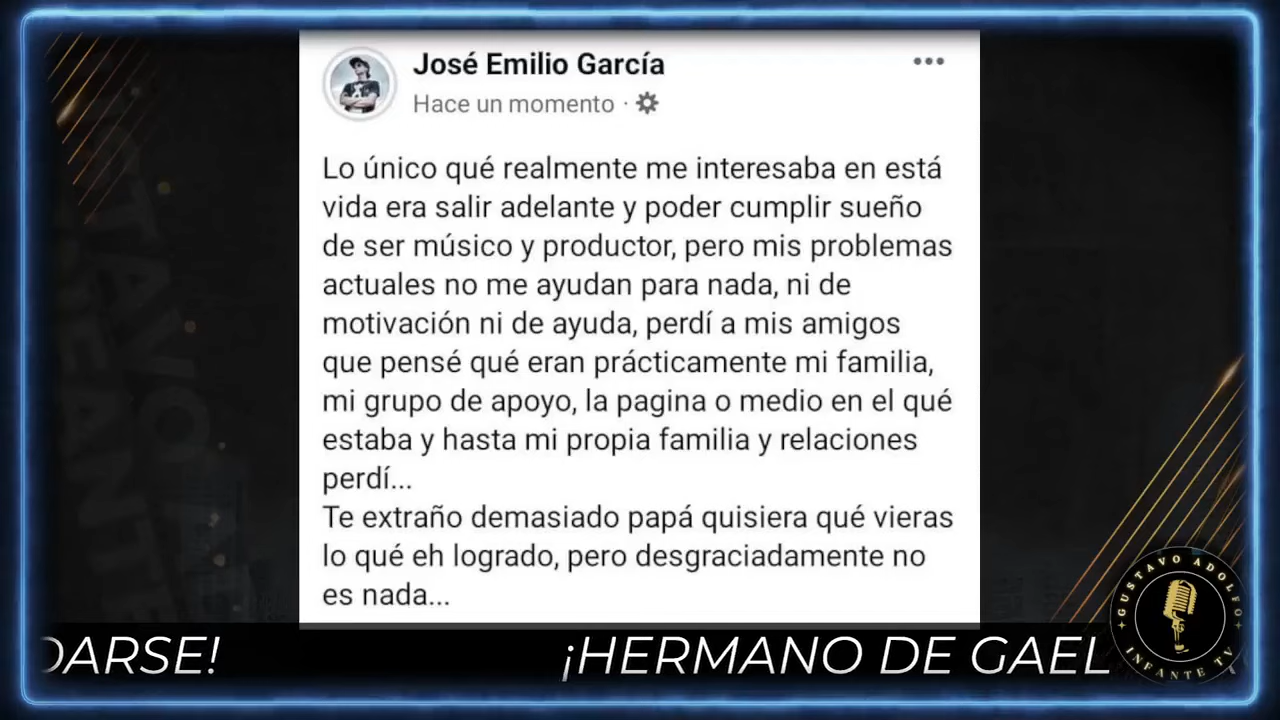 José Emilio García
Hace un momento ·
Lo único qué realmente me interesaba en está
vida era salir adelante y poder cumplir sueño
de ser músico y productor, pero mis problemas
actuales no me ayudan para nada, ni de
motivación ni de ayuda, perdí a mis amigos
que pensé qué eran prácticamente mi familia,
mi grupo de apoyo, la pagina o medio en el qué
estaba y hasta mi propia familia y relaciones
perdí...
Te extraño demasiado papá quisiera qué vieras
lo qué eh logrado, pero desgraciadamente no
es nada...
DARSE! ¡HERMANO DE GAEL
GUSTAVO ADOLFO
INFANTE TV